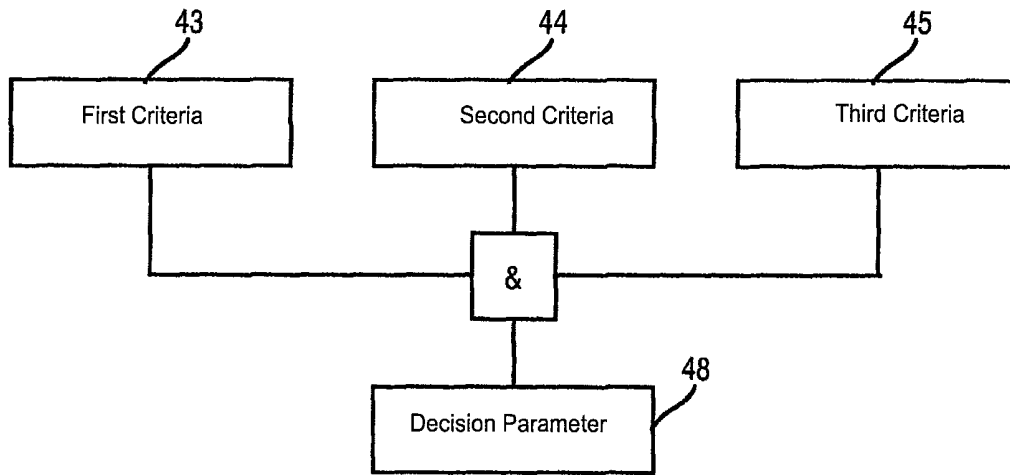 43
44
45
First Criteria
Second Criteria
Third Criteria
&
48
Decision Parameter